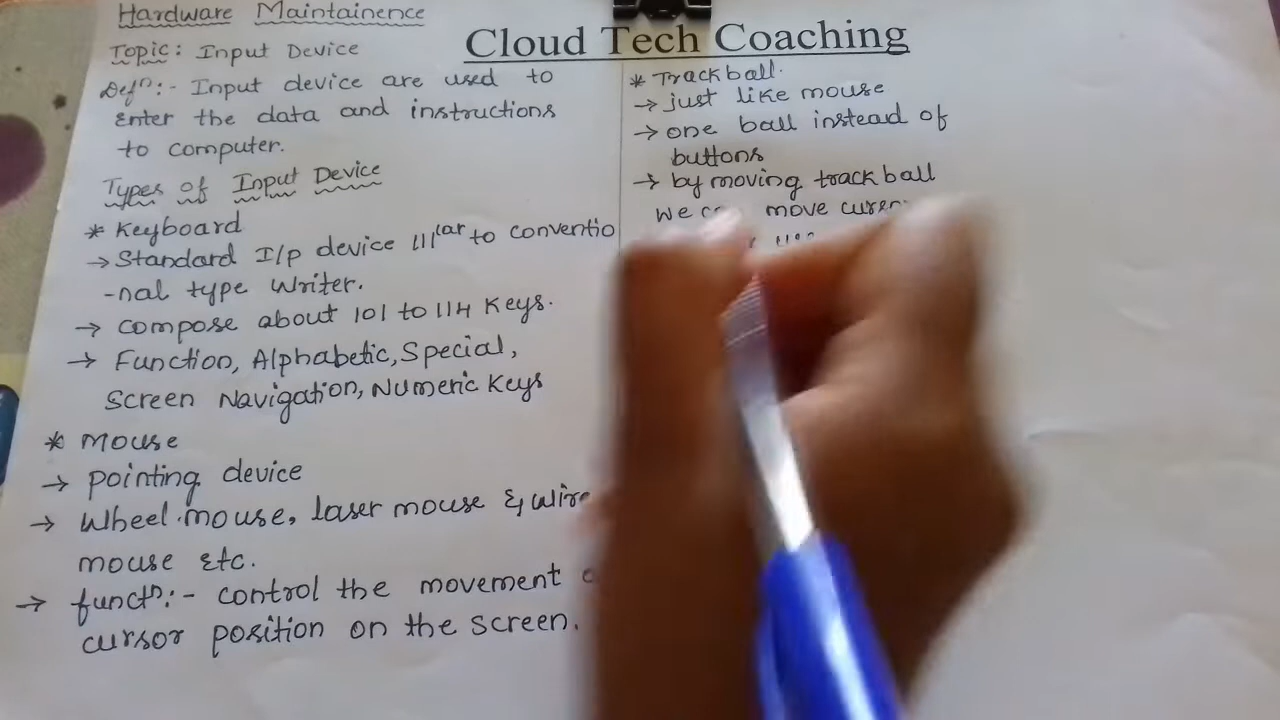 Hardware Maintainence
Cloud Tech Coaching
Topic: Input Device
Defn:- Input device are used to
Enter the data and instructions
to computer.
Types of Input Device
* Keyboard
→ Standard I/p device lllar to conventio
-nal type writer.
→ compose about 101 to 114 Keys.
→ Function, Alphabetic, Special,
Screen Navigation, Numeric Keys
* Mouse
→ pointing device
→ Wheel mouse, laser mouse &
mouse Etc.
→ functn:- control the movement
cursor position on the screen.
* Trackball.
→ just like mouse
→ one ball instead of
buttons
→ by moving trackball
we move